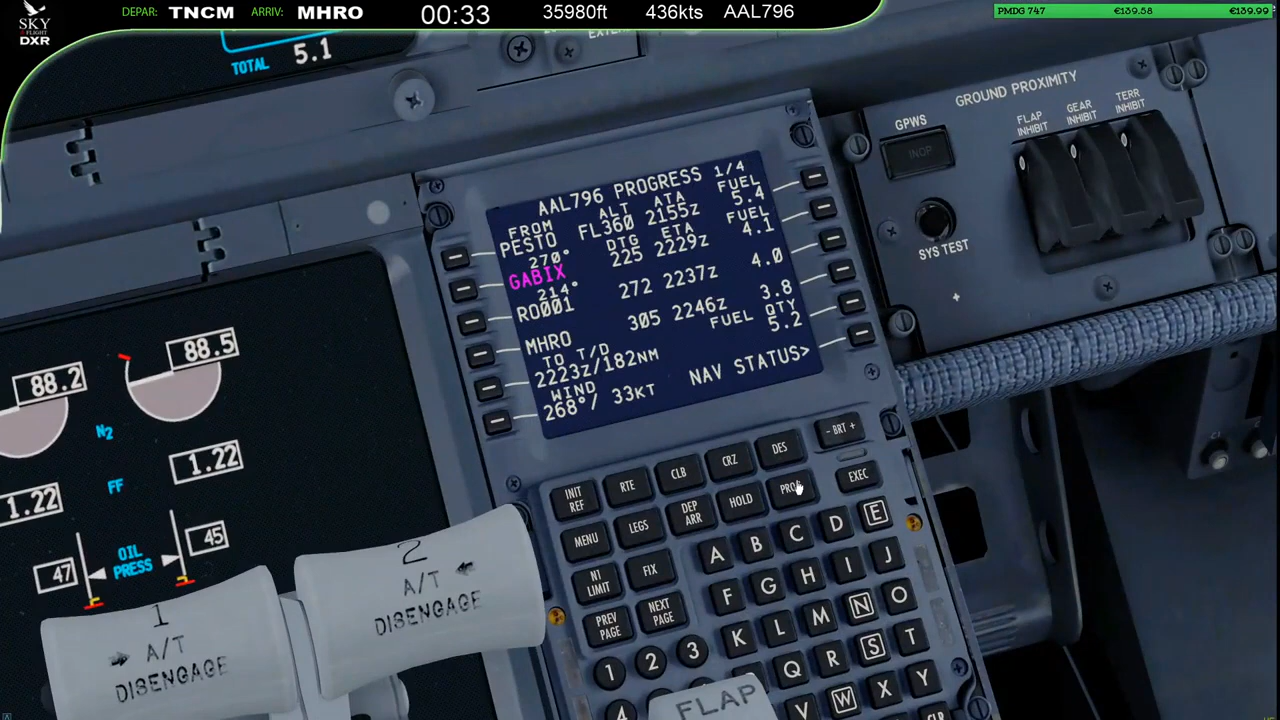 DEPAR: TNCM ARRIV: MHRO 00:33 35980ft 436kts AAL796
PMDG 747 €139.58 €139.99
SKY
FLIGHT
DXR
TOTAL 5.1
GROUND PROXIMITY
GPWS
INOP
FLAP INHIBIT
GEAR INHIBIT
TERR INHIBIT
SYS TEST
AAL796 PROGRESS 1/4
FROM ALT ATA FUEL
PESTO FL360 2155z 5.4
270° DTG ETA FUEL
GABIX 225 2229z 4.1
214°
RO001 272 2237z 4.0
MHRO 305 2246z 3.8
TO T/D FUEL QTY
2223z/182NM 5.2
WIND
268°/ 33KT NAV STATUS>
88.2 88.5
N2
1.22 FF 1.22
47 OIL PRESS 45
INIT REF RTE CLB CRZ DES - BRT +
MENU LEGS DEP ARR HOLD EXEC
N1 LIMIT FIX
PREV PAGE NEXT PAGE
A B C D E
F G H I J
K L M N O
Q R S T
V W X Y
1 2 3
4
1
A/T
DISENGAGE
2
A/T
DISENGAGE
FLAP